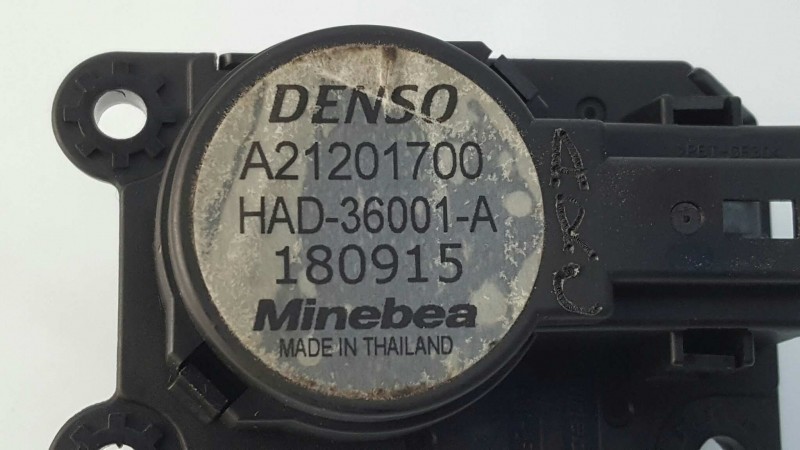 DENSO
A21201700
HAD-36001-A
180915
Minebea
MADE IN THAILAND